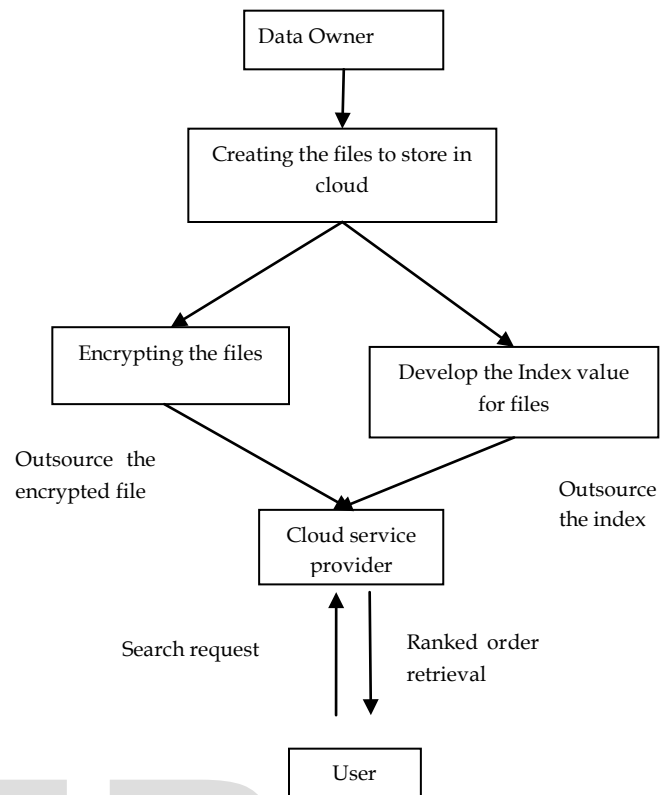 Data Owner
Creating the files to store in
cloud
Encrypting the files
Develop the Index value
for files
Outsource the
encrypted file
Outsource
the index
Cloud service
provider
Search request
Ranked order
retrieval
User